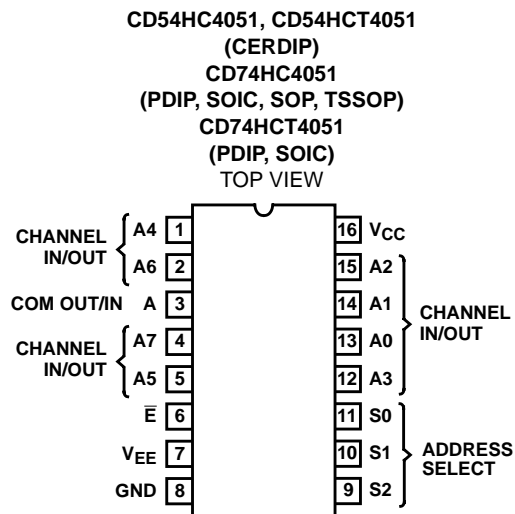 CD54HC4051, CD54HCT4051
(CERDIP)
CD74HC4051
(PDIP, SOIC, SOP, TSSOP)
CD74HCT4051
(PDIP, SOIC)
TOP VIEW
CHANNEL
IN/OUT
A4 1
A6 2
COM OUT/IN A 3
CHANNEL
IN/OUT
A7 4
A5 5
E̅ 6
VEE 7
GND 8
16 VCC
15 A2
14 A1
13 A0
12 A3
CHANNEL
IN/OUT
11 S0
10 S1
9 S2
ADDRESS
SELECT